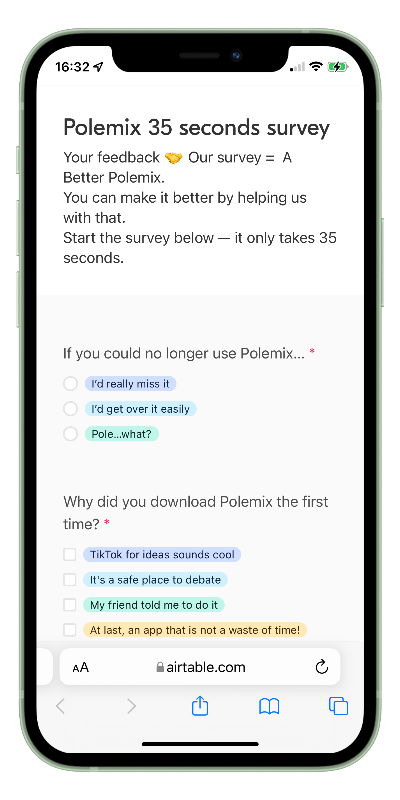 16:32
Polemix 35 seconds survey
Your feedback 🤝 Our survey = A
Better Polemix.
You can make it better by helping us
with that.
Start the survey below — it only takes 35
seconds.
If you could no longer use Polemix... *
I'd really miss it
I'd get over it easily
Pole...what?
Why did you download Polemix the first
time? *
TikTok for ideas sounds cool
It's a safe place to debate
My friend told me to do it
At last, an app that is not a waste of time!
AA airtable.com